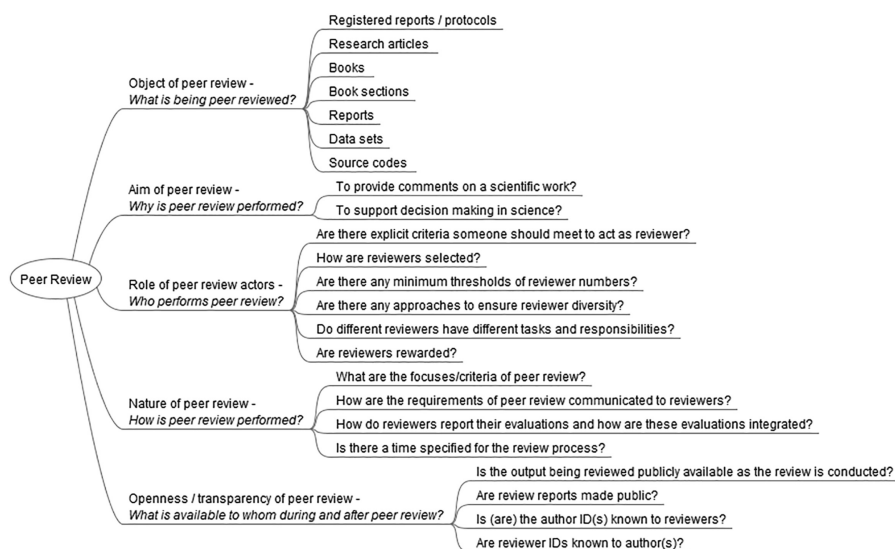 Peer Review
Object of peer review -
What is being peer reviewed?
Registered reports / protocols
Research articles
Books
Book sections
Reports
Data sets
Source codes
Aim of peer review -
Why is peer review performed?
To provide comments on a scientific work?
To support decision making in science?
Role of peer review actors -
Who performs peer review?
Are there explicit criteria someone should meet to act as reviewer?
How are reviewers selected?
Are there any minimum thresholds of reviewer numbers?
Are there any approaches to ensure reviewer diversity?
Do different reviewers have different tasks and responsibilities?
Are reviewers rewarded?
Nature of peer review -
How is peer review performed?
What are the focuses/criteria of peer review?
How are the requirements of peer review communicated to reviewers?
How do reviewers report their evaluations and how are these evaluations integrated?
Is there a time specified for the review process?
Openness / transparency of peer review -
What is available to whom during and after peer review?
Is the output being reviewed publicly available as the review is conducted?
Are review reports made public?
Is (are) the author ID(s) known to reviewers?
Are reviewer IDs known to author(s)?